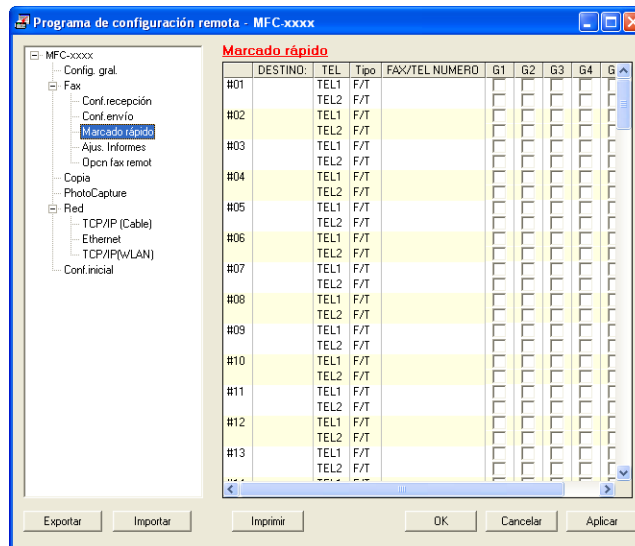 Programa de configuración remota - MFC-xxxx
MFC-xxxx
Config. gral.
Fax
Conf.recepción
Conf.envío
Marcado rápido
Ajus. Informes
Opcn fax remot
Copia
PhotoCapture
Red
TCP/IP (Cable)
Ethernet
TCP/IP(WLAN)
Conf.inicial
Marcado rápido
DESTINO: TEL Tipo FAX/TEL NUMERO G1 G2 G3 G4 G
#01 TEL1 F/T
TEL2 F/T
#02 TEL1 F/T
TEL2 F/T
#03 TEL1 F/T
TEL2 F/T
#04 TEL1 F/T
TEL2 F/T
#05 TEL1 F/T
TEL2 F/T
#06 TEL1 F/T
TEL2 F/T
#07 TEL1 F/T
TEL2 F/T
#08 TEL1 F/T
TEL2 F/T
#09 TEL1 F/T
TEL2 F/T
#10 TEL1 F/T
TEL2 F/T
#11 TEL1 F/T
TEL2 F/T
#12 TEL1 F/T
TEL2 F/T
#13 TEL1 F/T
TEL2 F/T
Exportar Importar Imprimir OK Cancelar Aplicar